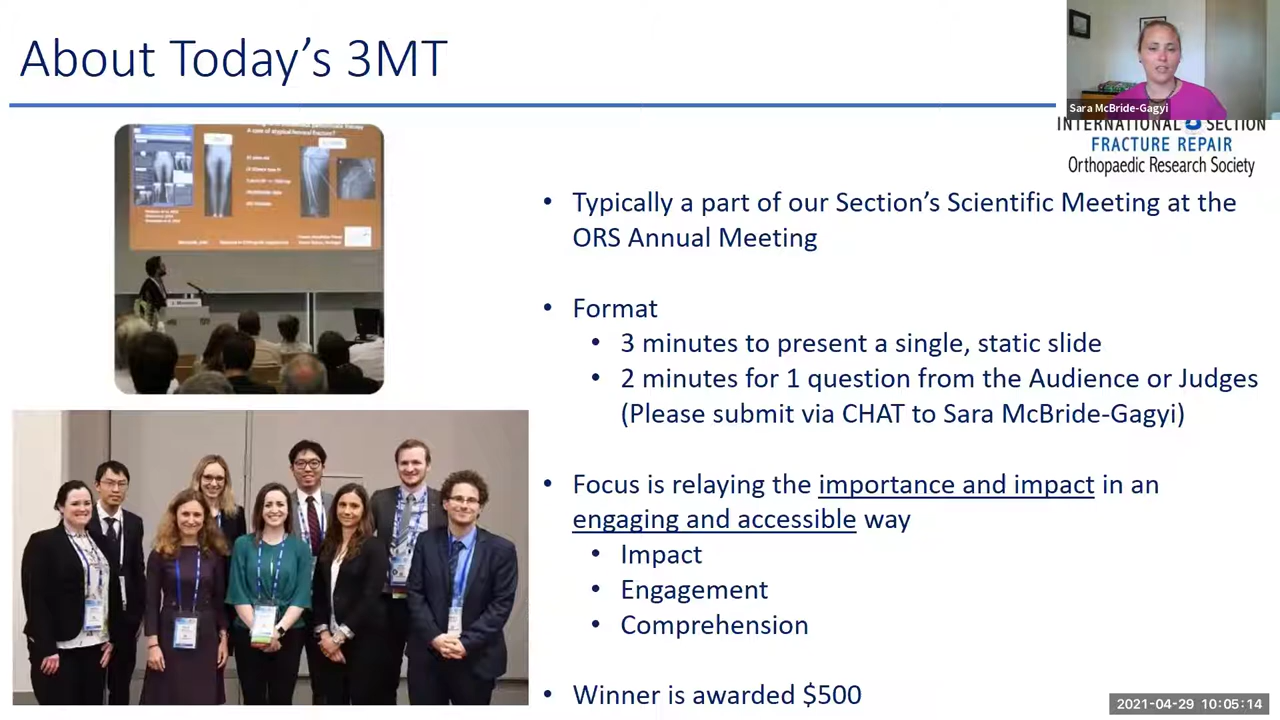 About Today's 3MT
Sara McBride-Gagyi
INTERNATIONAL SECTION
FRACTURE REPAIR
Orthopaedic Research Society
• Typically a part of our Section's Scientific Meeting at the
ORS Annual Meeting
• Format
• 3 minutes to present a single, static slide
• 2 minutes for 1 question from the Audience or Judges
(Please submit via CHAT to Sara McBride-Gagyi)
• Focus is relaying the importance and impact in an
engaging and accessible way
• Impact
• Engagement
• Comprehension
• Winner is awarded $500
2021-04-29 10:05:14